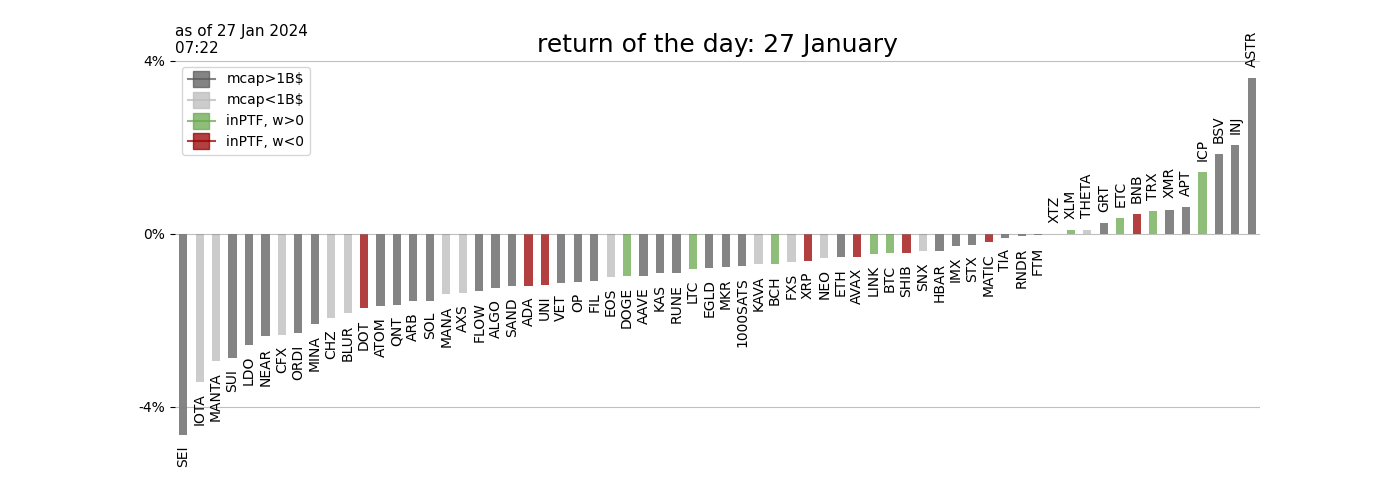 as of 27 Jan 2024
07:22
return of the day: 27 January
4%
0%
-4%
mcap>1B$
mcap<1B$
inPTF, w>0
inPTF, w<0
SEI
IOTA
MANTA
SUI
LDO
NEAR
CFX
ORDI
MINA
CHZ
BLUR
DOT
ATOM
QNT
ARB
SOL
MANA
AXS
FLOW
ALGO
SAND
ADA
UNI
VET
OP
FIL
EOS
DOGE
AAVE
KAS
RUNE
LTC
EGLD
MKR
1000SATS
KAVA
BCH
FXS
XRP
NEO
ETH
AVAX
LINK
BTC
SHIB
SNX
HBAR
IMX
STX
MATIC
TIA
RNDR
FTM
XTZ
XLM
THETA
GRT
ETC
BNB
TRX
XMR
APT
ICP
BSV
INJ
ASTR